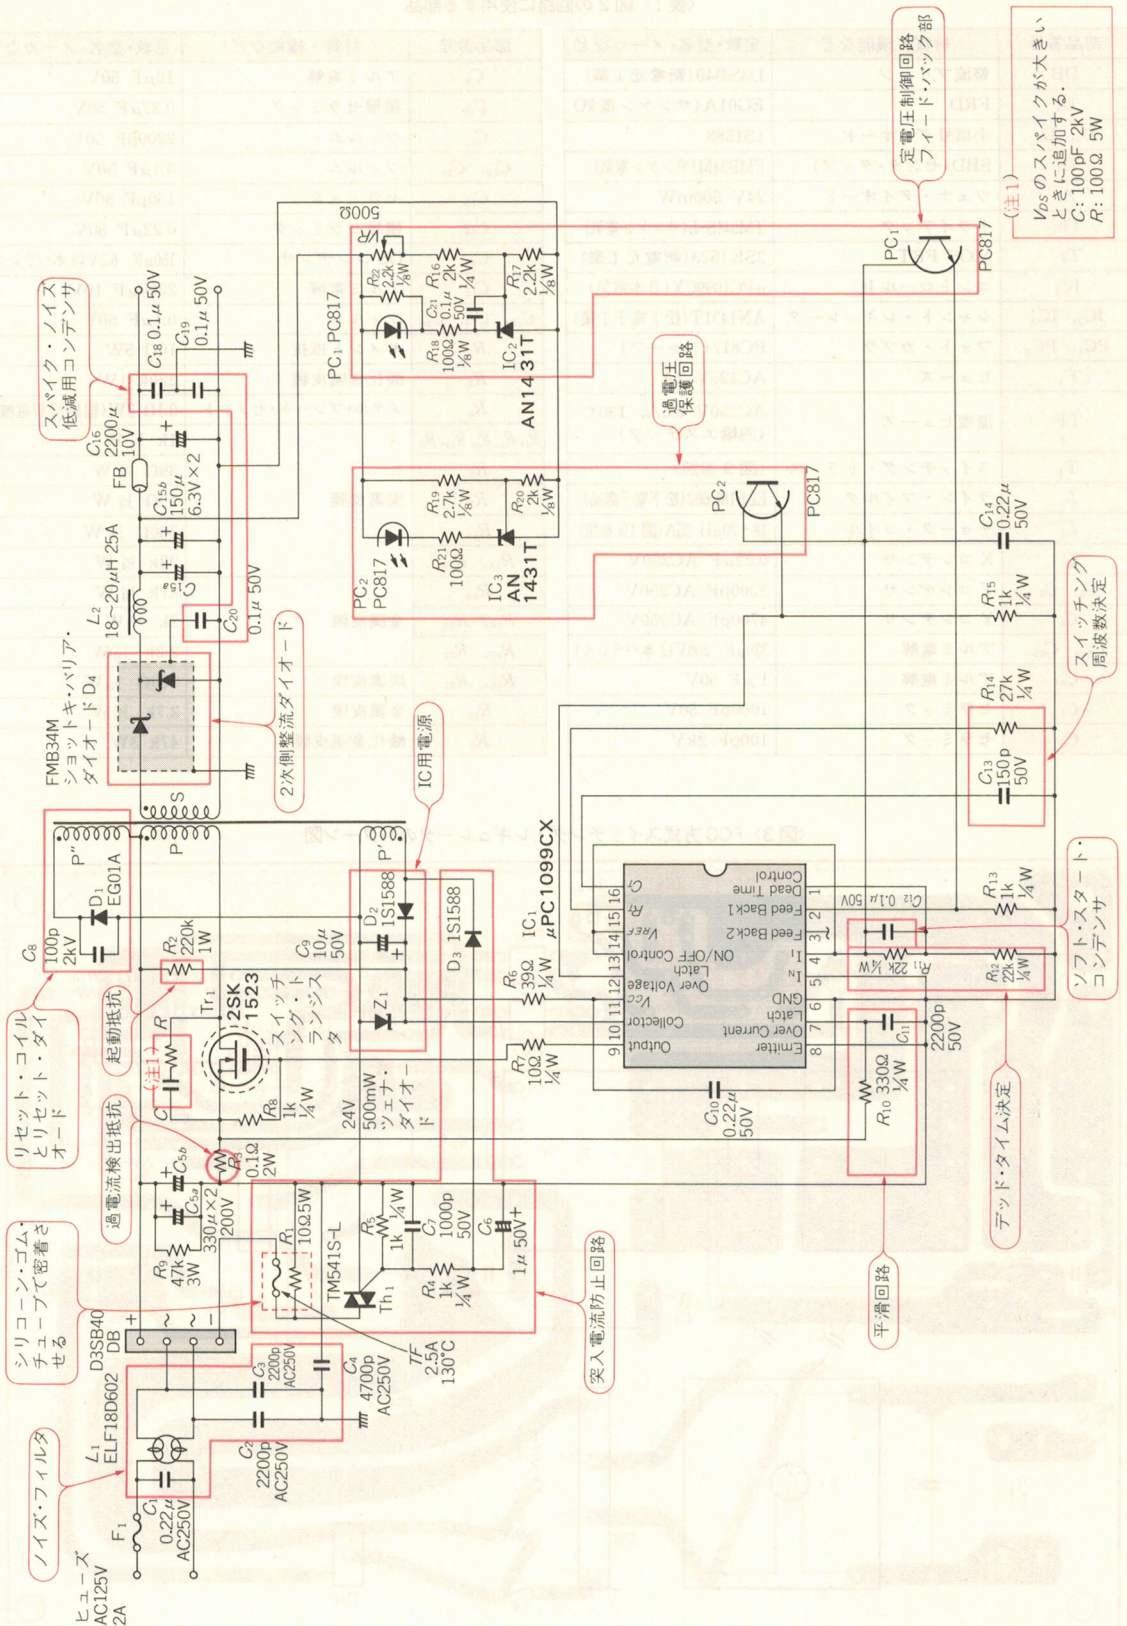 ヒューズ
AC125V
2A
F₁
ノイズ・フィルタ
C₁
0.22μ
AC250V
L₁
ELF18D602
C₂
2200p
AC250V
C₃
2200p
AC250V
C₄
4700p
AC250V
D3SB40
DB
+
~
~
−
シリコーン・ゴム・
チューブで密着さ
せる
R₉
47k
3W
C₅ₐ
C₅b
330μ×2
200V
過電流検出抵抗
R₃
0.1Ω
2W
TF
2.5A
130°C
R₁
10Ω5W
TM541S-L
Th₁
R₅
1k
¼W
R₄
1k
¼W
C₇
1000p
50V
C₆
1μ 50V
突入電流防止回路
リセット・コイル
とリセット・ダイ
オード
C₈
100p
2kV
D₁
EG01A
起動抵抗
R₂
220k
1W
(注1)
C
R
Tr₁
2SK
1523
スイッチ
ング・ト
ランジス
タ
R₈
1k
¼W
24V
500mW
ツェナ・
ダイオー
ド
Z₁
C₉
10μ
50V
D₂
1S1588
D₃ 1S1588
P''
P
P'
S
IC用電源
FMB34M
ショットキ・バリア・
ダイオードD₄
2次側整流ダイオード
L₂
18～20μH 25A
C₂₀
0.1μ 50V
C₁₅ₐ
C₁₅b
150μ
6.3V×2
FB
C₁₆
2200μ
10V
スパイク・ノイズ
低減用コンデンサ
C₁₈ 0.1μ 50V
C₁₉
0.1μ 50V
PC₁ PC817
R₂₂
2.2k
⅛W
VR
500Ω
R₁₆
2k
⅛W
R₁₇
2.2k
⅛W
R₁₈
100Ω
⅛W
C₂₁
0.1μ
50V
IC₂
AN1431T
PC₂
PC817
R₁₉
2.7k
⅛W
R₂₀
2k
⅛W
R₂₁
100Ω
IC₃
AN
1431T
過電圧
保護回路
PC₂
PC817
定電圧制御回路
フィード・バック部
PC₁
PC817
(注1)
V_DSのスパイクが大きい
ときに追加する.
C:100pF 2kV
R:100Ω 5W
R₆
39Ω
¼W
R₇
10Ω
¼W
IC₁
μPC1099CX
9
10
11
12
13
14
15
16
Output
Collector
Vcc
Over Voltage
Latch
ON/OFF Control
V_REF
R_T
C_T
Emitter
Over Current
Latch
GND
I_N
I_I
Feed Back2
Feed Back1
Dead Time
Control
8
7
6
5
4
3
2
1
C₁₀
0.22μ
50V
R₁₀ 330Ω
¼W
C₁₁
2200p
50V
平滑回路
R₁₁ 22k ¼W
R₁₂
22k
¼W
デッド・タイム決定
C₁₂ 0.1μ 50V
ソフト・スタート・
コンデンサ
R₁₃
1k
¼W
C₁₃
150p
50V
R₁₄
27k
¼W
スイッチング
周波数決定
R₁₅
1k
¼W
C₁₄
0.22μ
50V